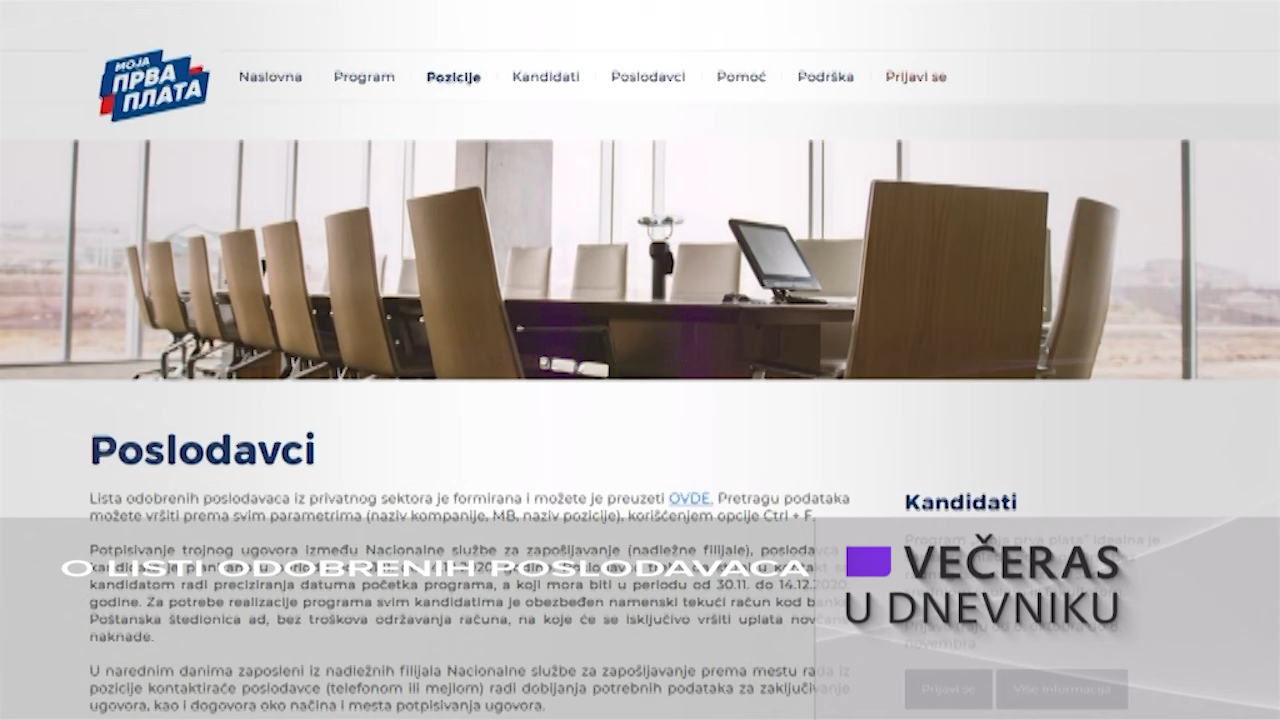 МОЈА
ПРВА
ПЛАТА
Naslovna Program Pozicije Kandidati Poslodavci Pomoć Podrška Prijavi se
Poslodavci
Lista odobrenih poslodavaca iz privatnog sektora je formirana i možete je preuzeti OVDE. Pretragu podataka
možete vršiti prema svim parametrima (naziv kompanije, MB, naziv pozicije), korišćenjem opcije Ctrl + F.
Potpisivanje trojnog ugovora između Nacionalne službe za zapošljavanje (nadležne filijale),
O LISTI ODOBRENIH POSLODAVACA
kandidatom radi preciziranja datuma početka programa, a koji mora biti u periodu od 30.11. do 14.12.2020.
godine. Za potrebe realizacije programa svim kandidatima je obezbeđen namenski tekući račun kod
Poštanska štedionica ad, bez troškova održavanja računa, na koje će se isključivo vršiti uplata
naknade.
U narednim danima zaposleni iz nadležnih filijala Nacionalne službe za zapošljavanje prema mestu rada iz
pozicije kontaktiraće poslodavce (telefonom ili mejlom) radi dobijanja potrebnih podataka za zaključivanje
ugovora, kao i dogovora oko načina i mesta potpisivanja ugovora.
Kandidati
VEČERAS
U DNEVNIKU
novembra
Prijavi se Više informacija